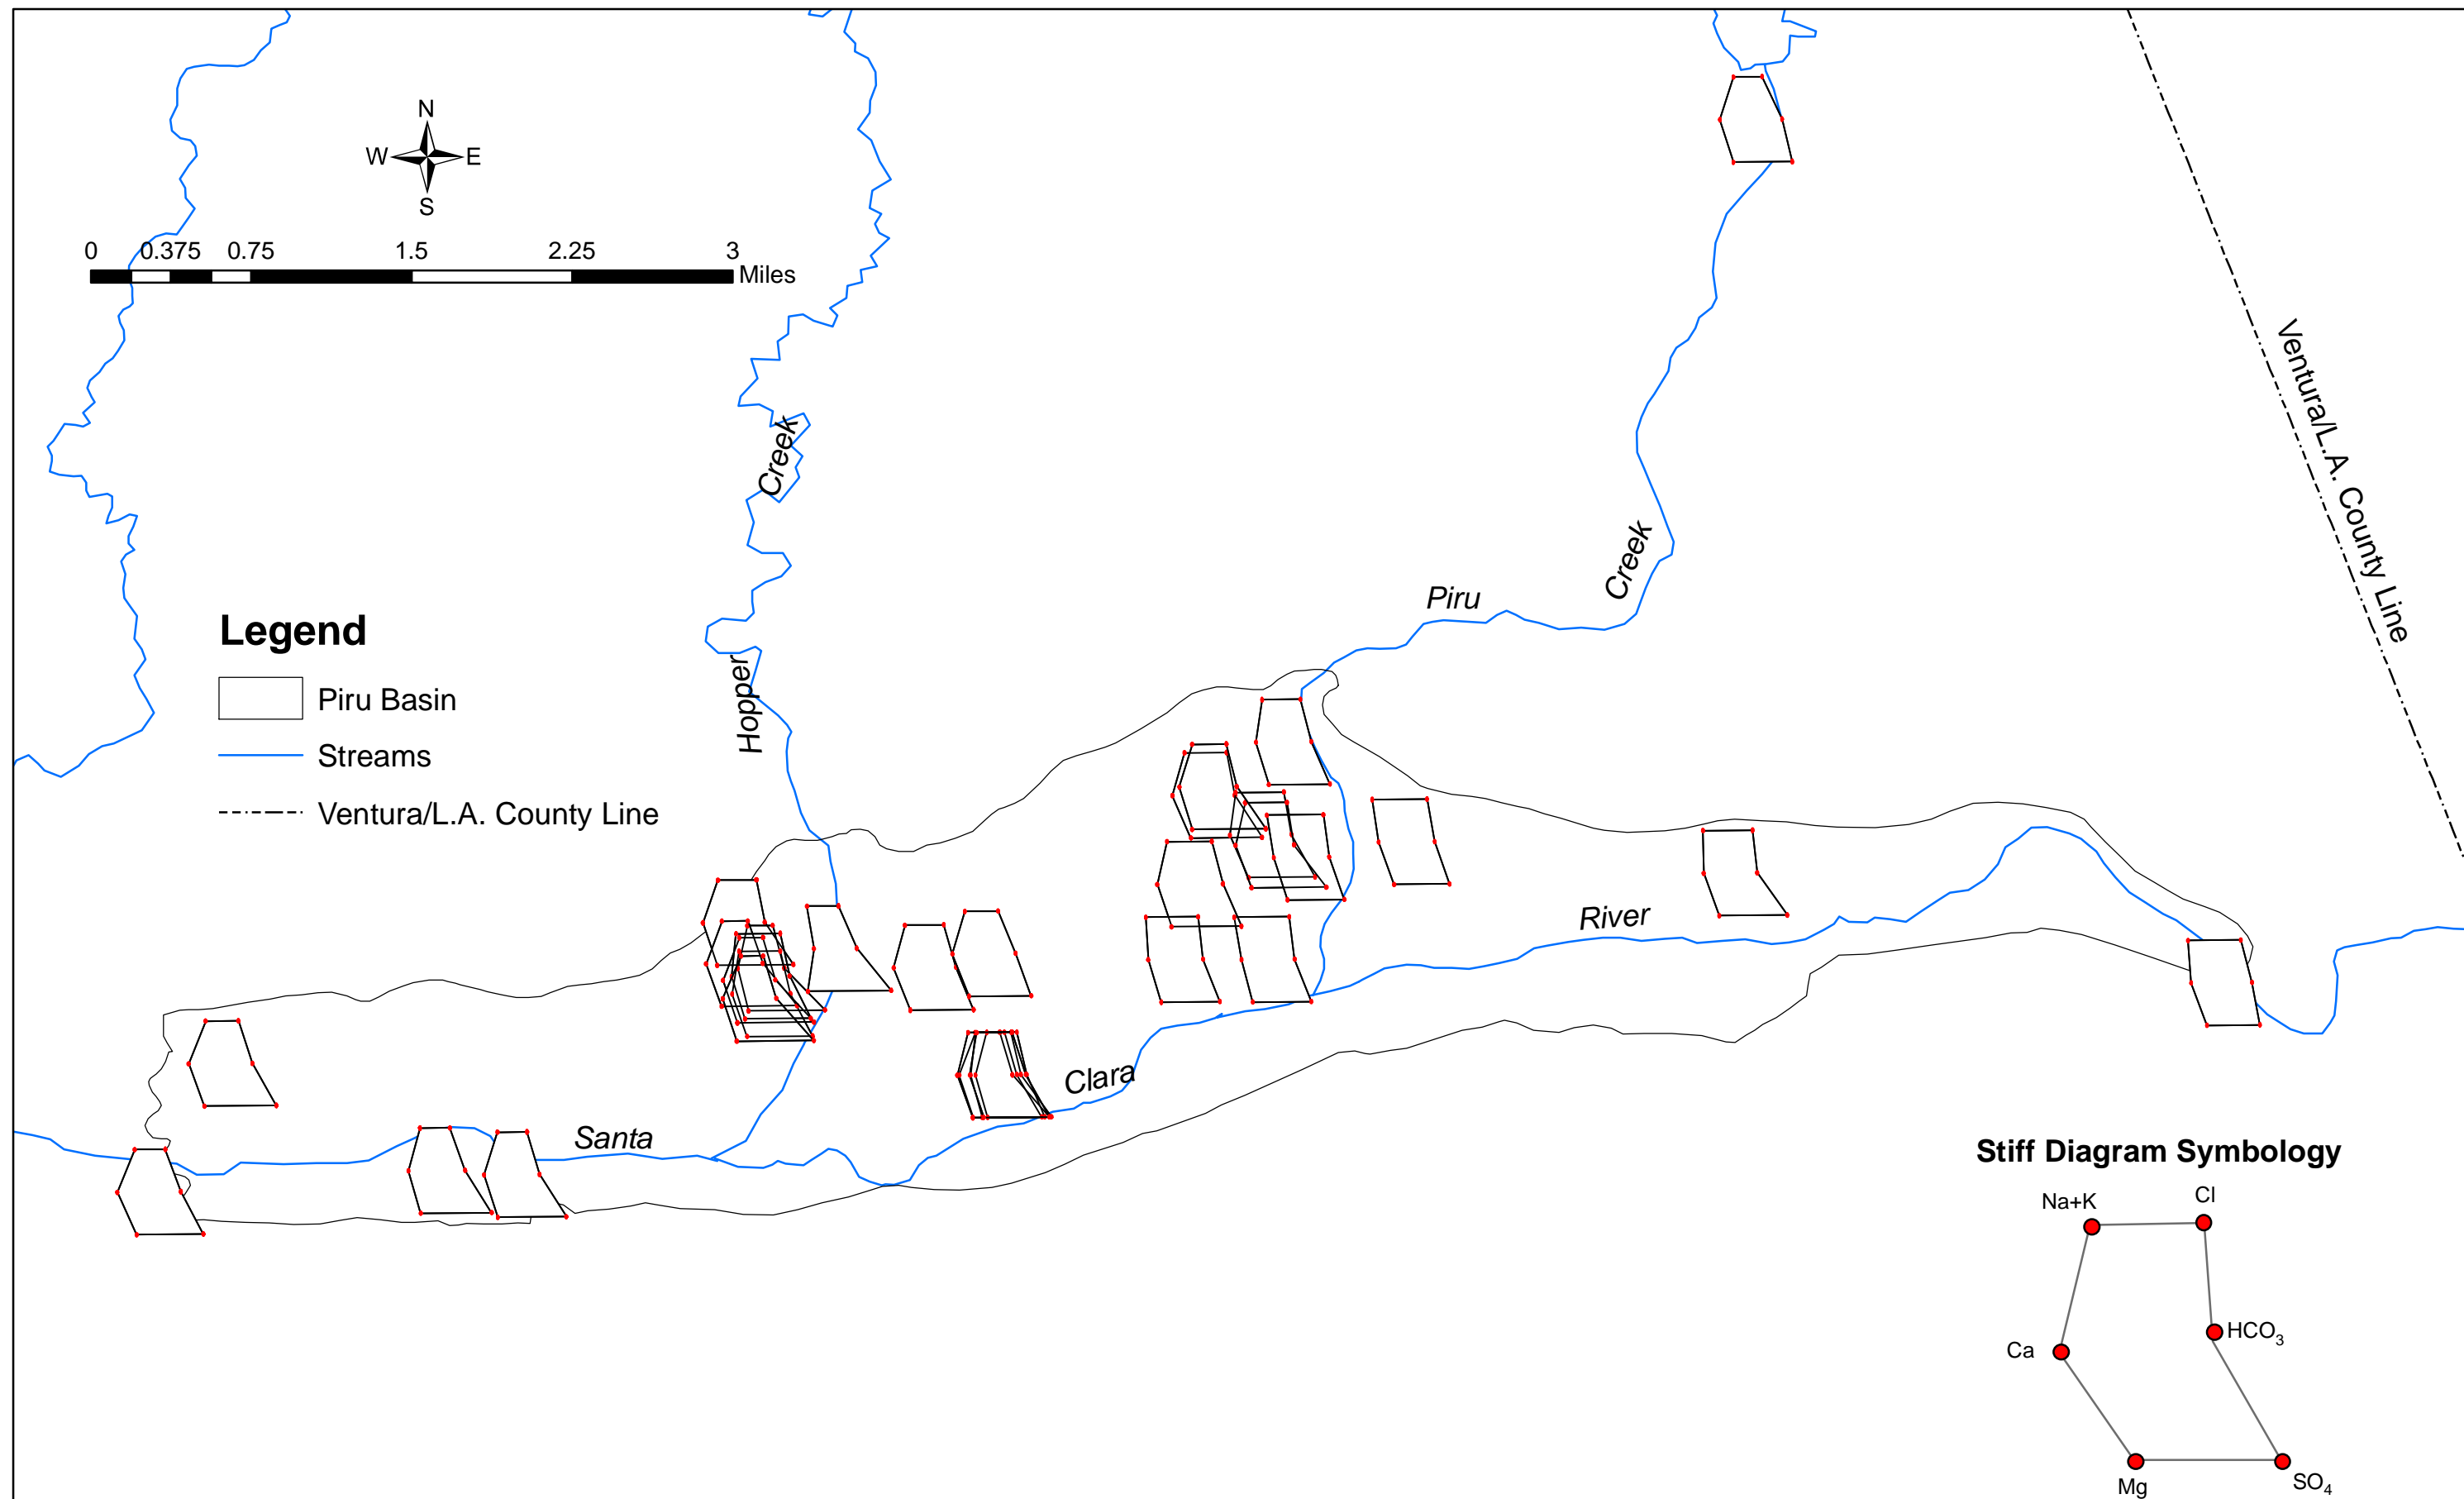 N
W E
S
0 0.375 0.75 1.5 2.25 3
Miles
Creek
Hopper
Piru
Creek
Ventura/L.A. County Line
Legend
Piru Basin
Streams
Ventura/L.A. County Line
River
Clara
Santa
Stiff Diagram Symbology
Na+K Cl
Ca HCO₃
Mg SO₄